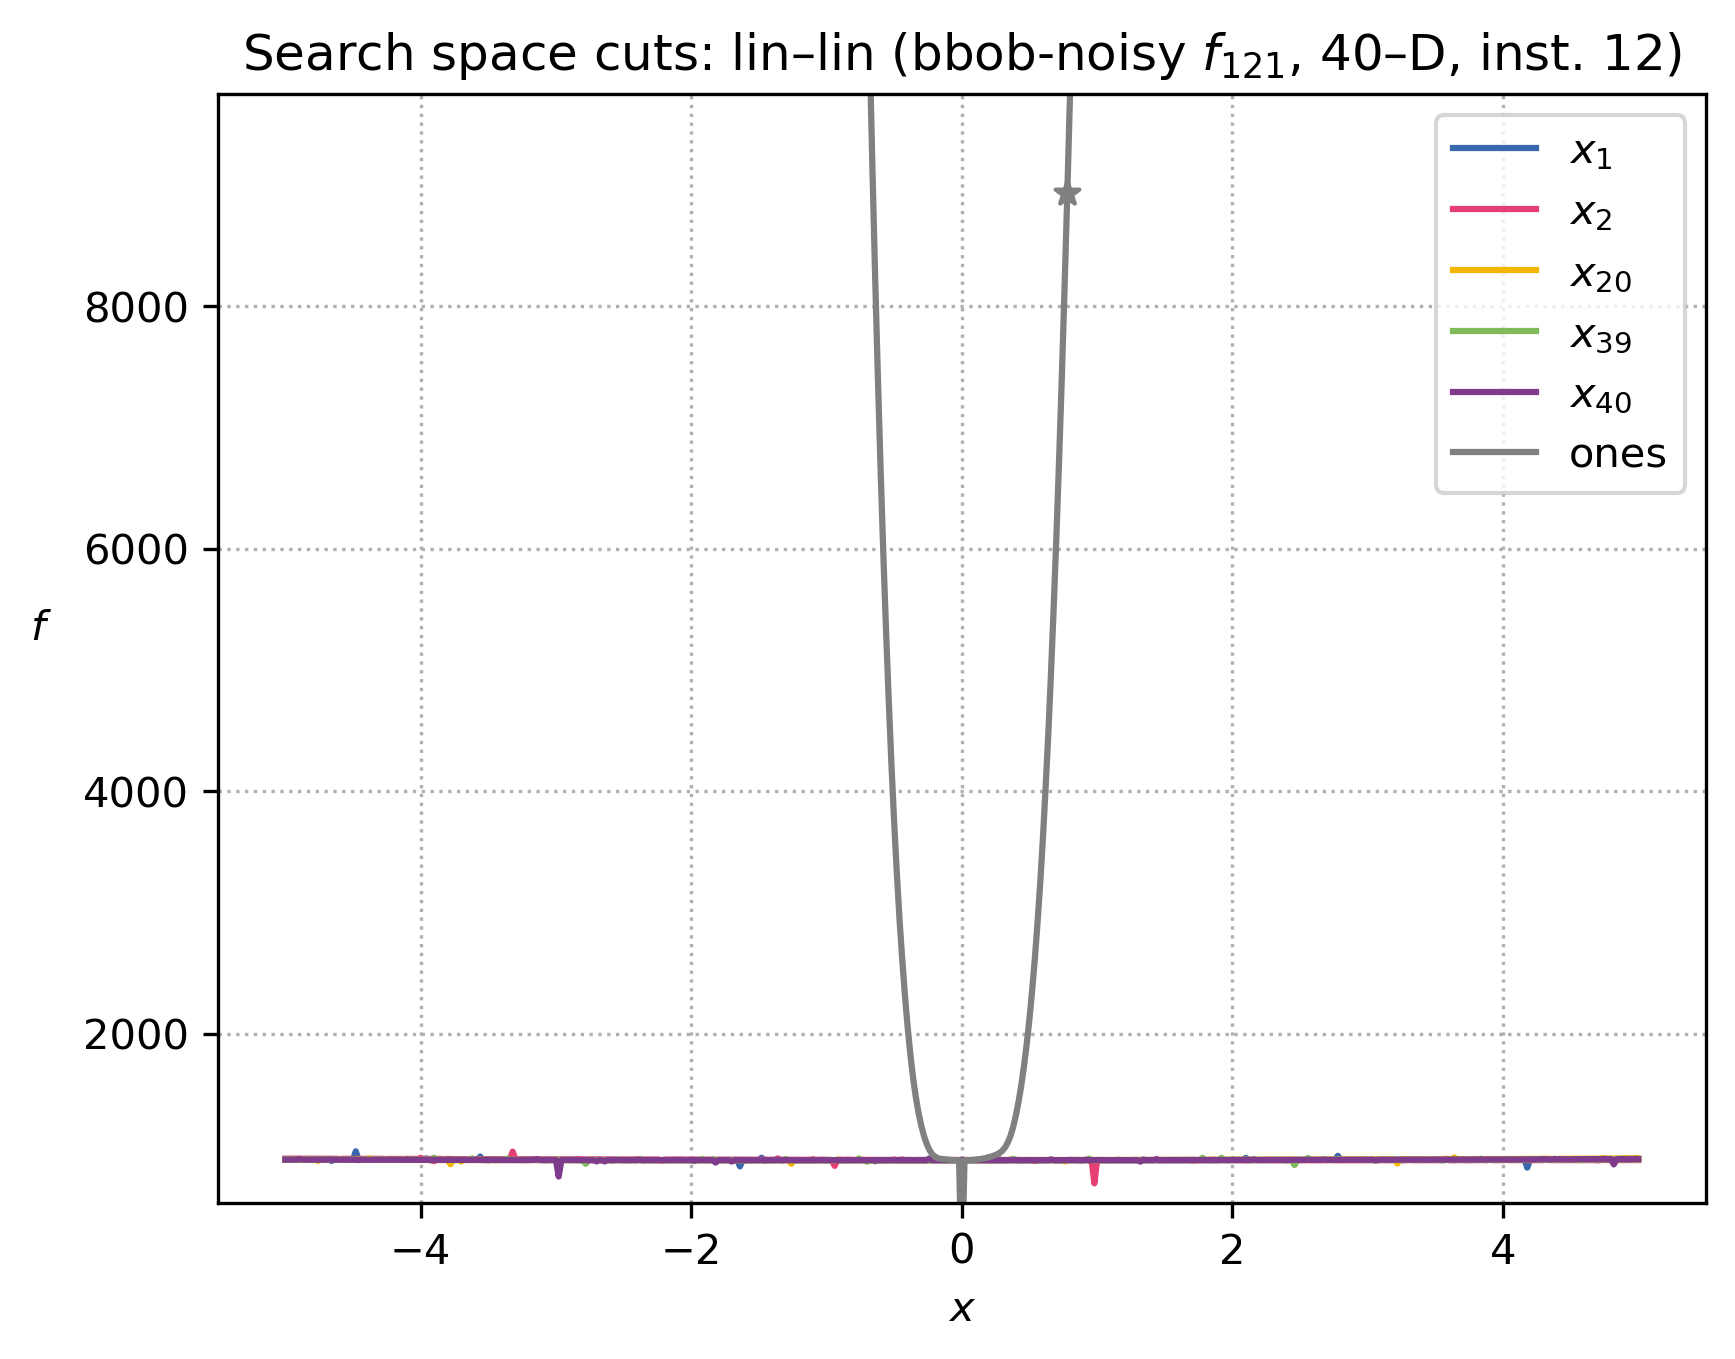 Search space cuts: lin–lin (bbob-noisy f₁₂₁, 40–D, inst. 12)
x₁
x₂
x₂₀
x₃₉
x₄₀
ones
8000
6000
4000
2000
f
−4 −2 0 2 4
x